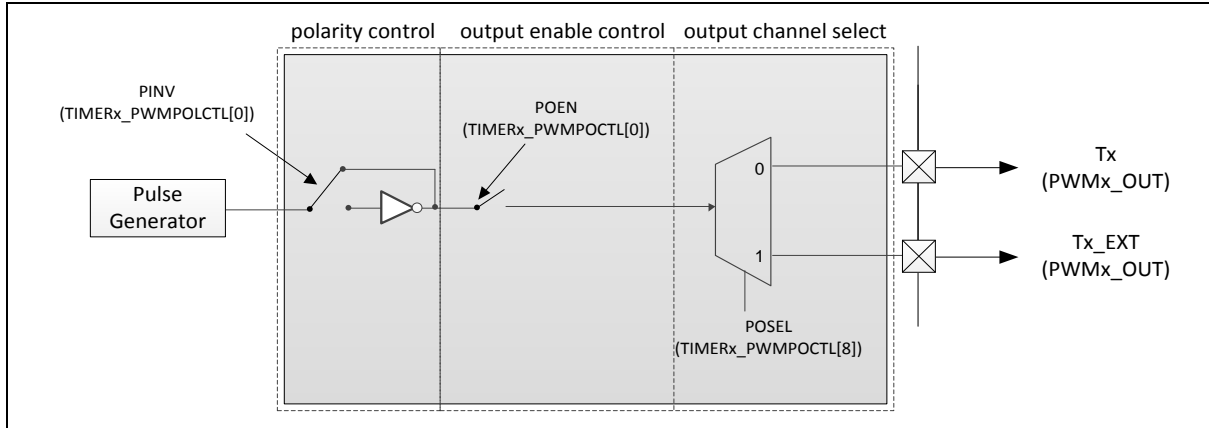 polarity control
output enable control
output channel select
PINV
(TIMERx_PWMPOLCTL[0])
POEN
(TIMERx_PWMPOCTL[0])
Pulse
Generator
0
1
Tx
(PWMx_OUT)
Tx_EXT
(PWMx_OUT)
POSEL
(TIMERx_PWMPOCTL[8])